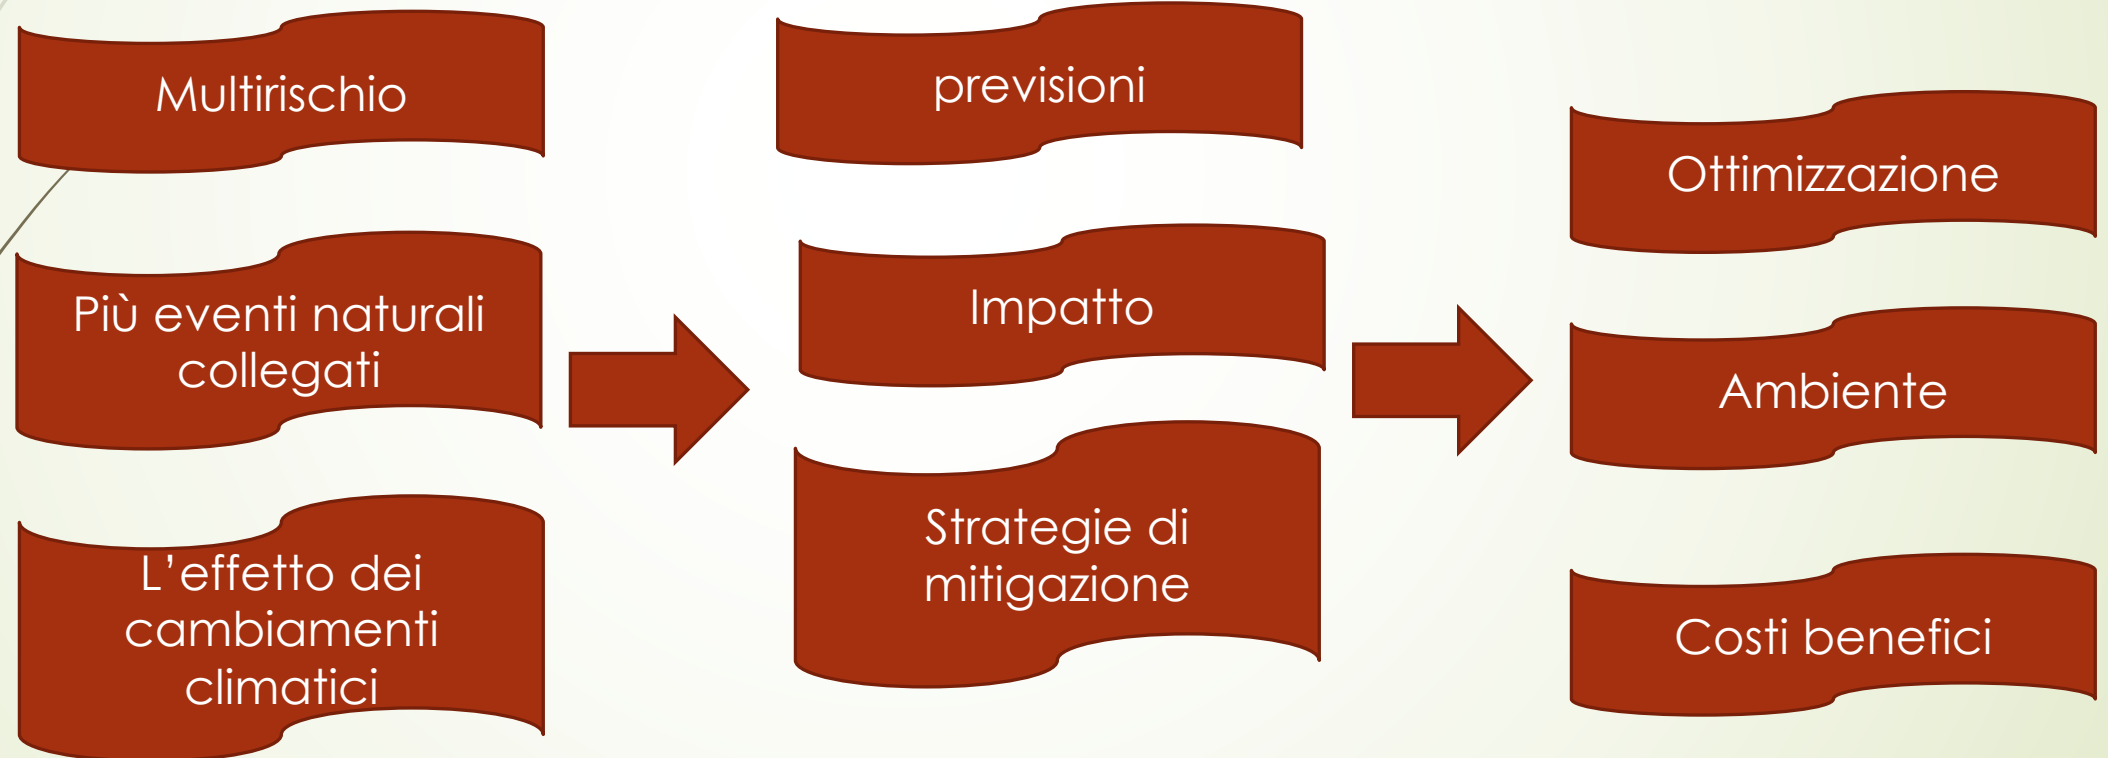 Multirischio
Più eventi naturali
collegati
L’effetto dei
cambiamenti
climatici
previsioni
Impatto
Strategie di
mitigazione
Ottimizzazione
Ambiente
Costi benefici